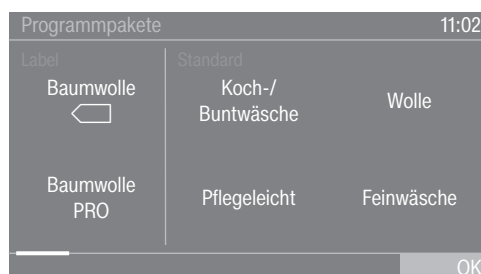 Programmpakete 11:02
Label
Standard
Baumwolle
Koch-/
Buntwäsche
Wolle
Baumwolle
PRO
Pflegeleicht
Feinwäsche
OK